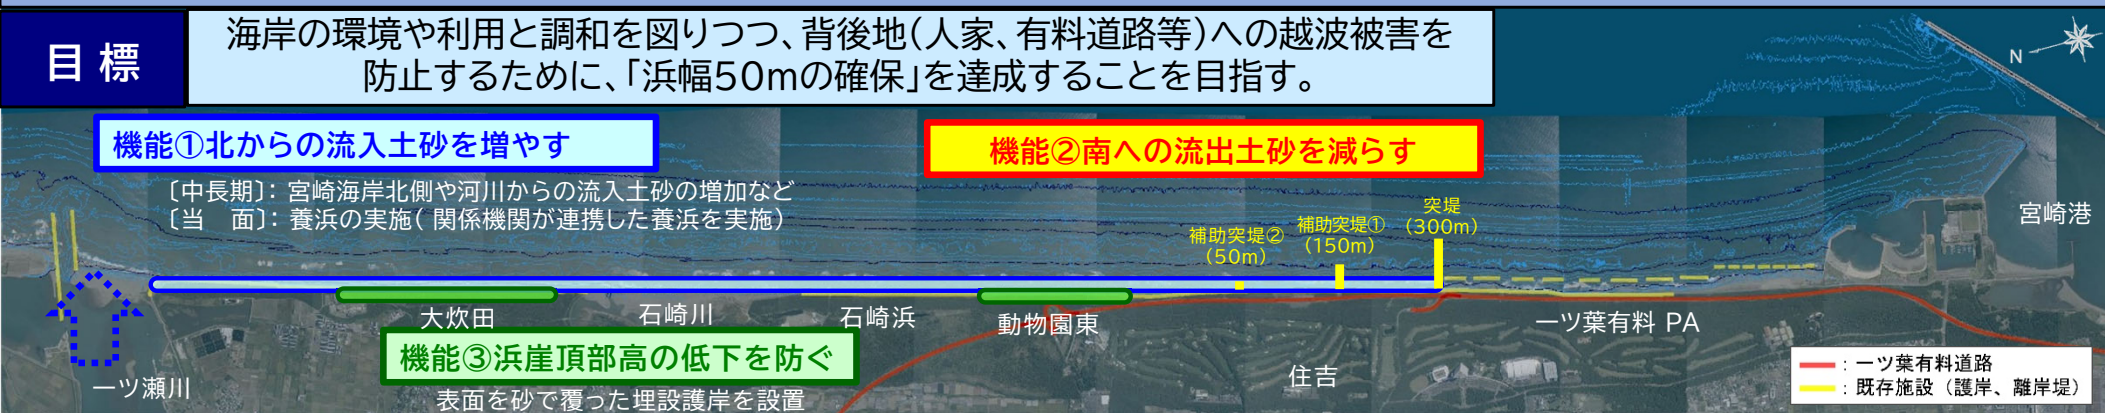 目 標
海岸の環境や利用と調和を図りつつ、背後地(人家、有料道路等)への越波被害を
防止するために、「浜幅50mの確保」を達成することを目指す。
N
機能①北からの流入土砂を増やす
〔中長期〕: 宮崎海岸北側や河川からの流入土砂の増加など
〔当　面〕: 養浜の実施( 関係機関が連携した養浜を実施)
機能②南への流出土砂を減らす
補助突堤②
(50m)
補助突堤①
(150m)
突堤
(300m)
宮崎港
大炊田
石崎川
石崎浜
動物園東
一ツ葉有料 PA
機能③浜崖頂部高の低下を防ぐ
表面を砂で覆った埋設護岸を設置
一ツ瀬川
住吉
: 一ツ葉有料道路
: 既存施設（護岸、離岸堤）